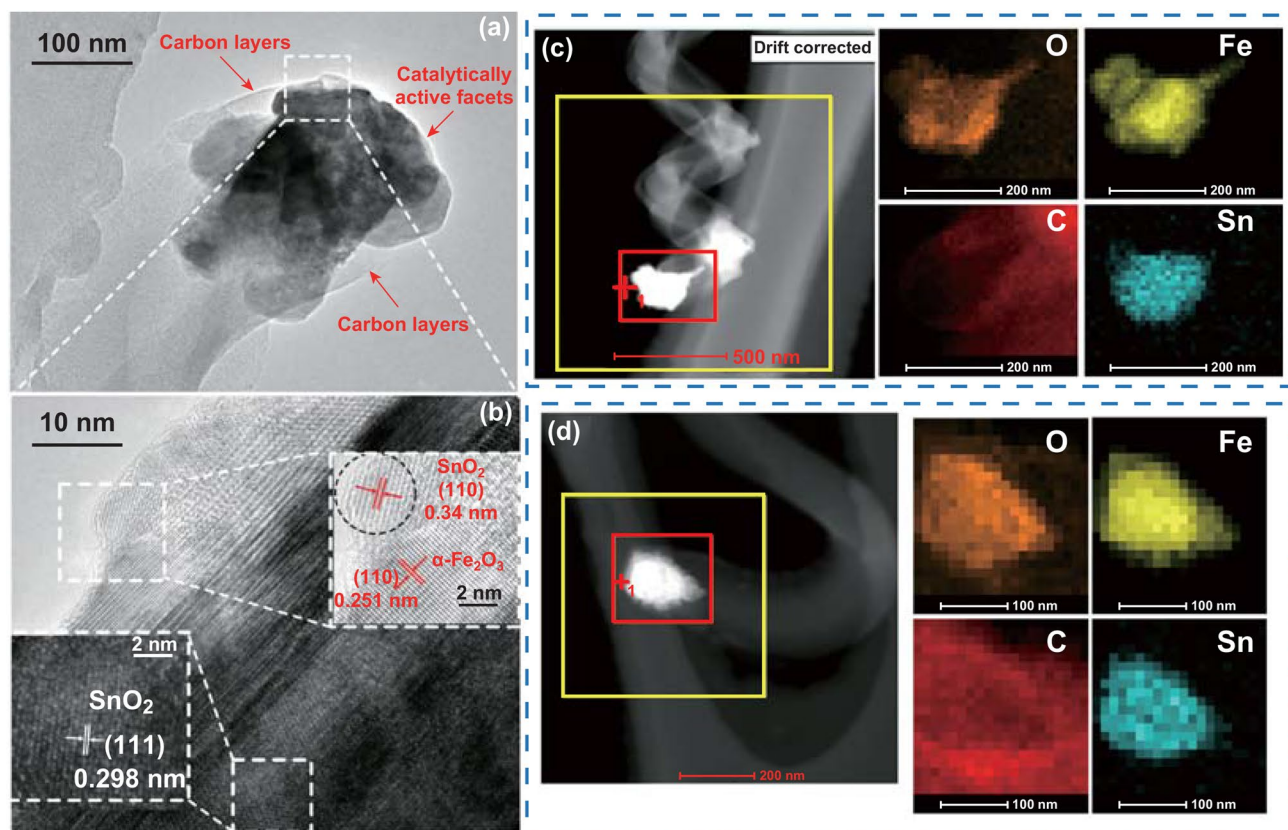 (a)
100 nm
Carbon layers
Catalytically
active facets
Carbon layers
(b)
10 nm
SnO₂
(110)
0.34 nm
α-Fe₂O₃
(110)
0.251 nm
2 nm
2 nm
SnO₂
(111)
0.298 nm
(c)
Drift corrected
1
500 nm
O
200 nm
Fe
200 nm
C
200 nm
Sn
200 nm
(d)
1
200 nm
O
100 nm
Fe
100 nm
C
100 nm
Sn
100 nm